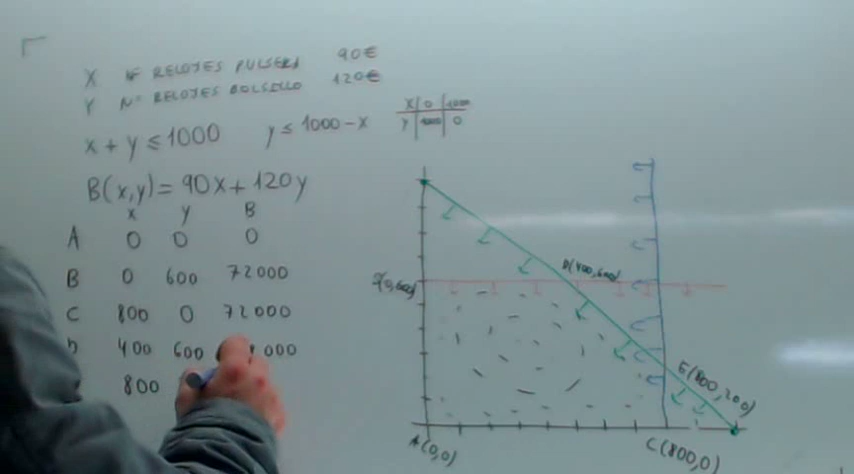 X Nº RELOJES PULSERA 90€
Y Nº RELOJES BOLSILLO 120€
x + y ≤ 1000 y ≤ 1000 - x
X | 0 | 1000
Y | 1000 | 0
B(x,y) = 90x + 120y
x y B
A 0 0 0
B 0 600 72000
C 800 0 72000
D 400 600 000
800
D(400,600)
(0,600)
E(800,200)
A(0,0)
C(800,0)